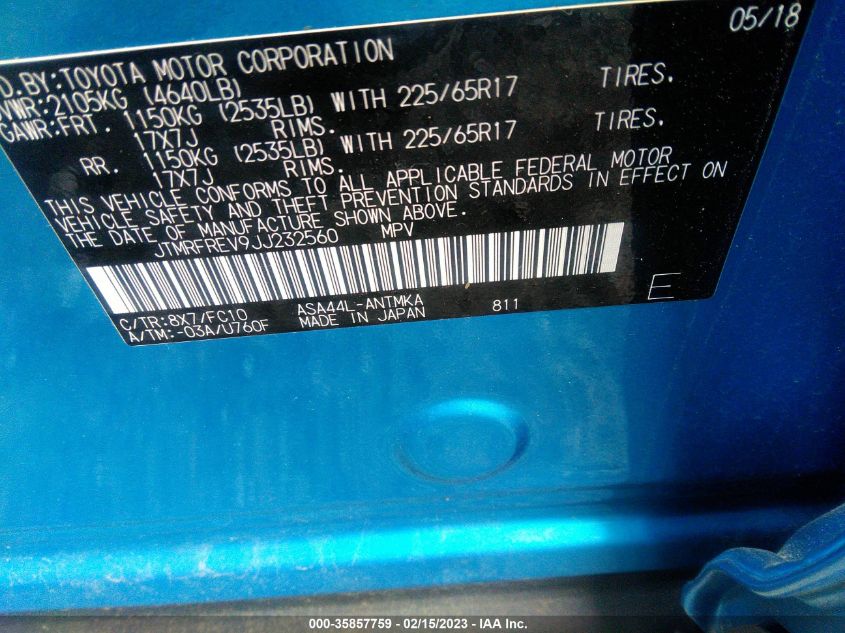 05/18
D.BY:TOYOTA MOTOR CORPORATION
VWR:2105KG (4640LB)
GAWR:FRT. 1150KG (2535LB) WITH 225/65R17 TIRES.
17X7J RIMS.
RR. 1150KG (2535LB) WITH 225/65R17 TIRES.
17X7J RIMS.
THIS VEHICLE CONFORMS TO ALL APPLICABLE FEDERAL MOTOR
VEHICLE SAFETY AND THEFT PREVENTION STANDARDS IN EFFECT ON
THE DATE OF MANUFACTURE SHOWN ABOVE.
JTMRFREV9JJ232560 MPV
C/TR:8X7/FC10 ASA44L-ANTMKA 811 E
A/TM:-03A/U760F MADE IN JAPAN
000-35857759 — 02/15/2023 — IAA Inc.